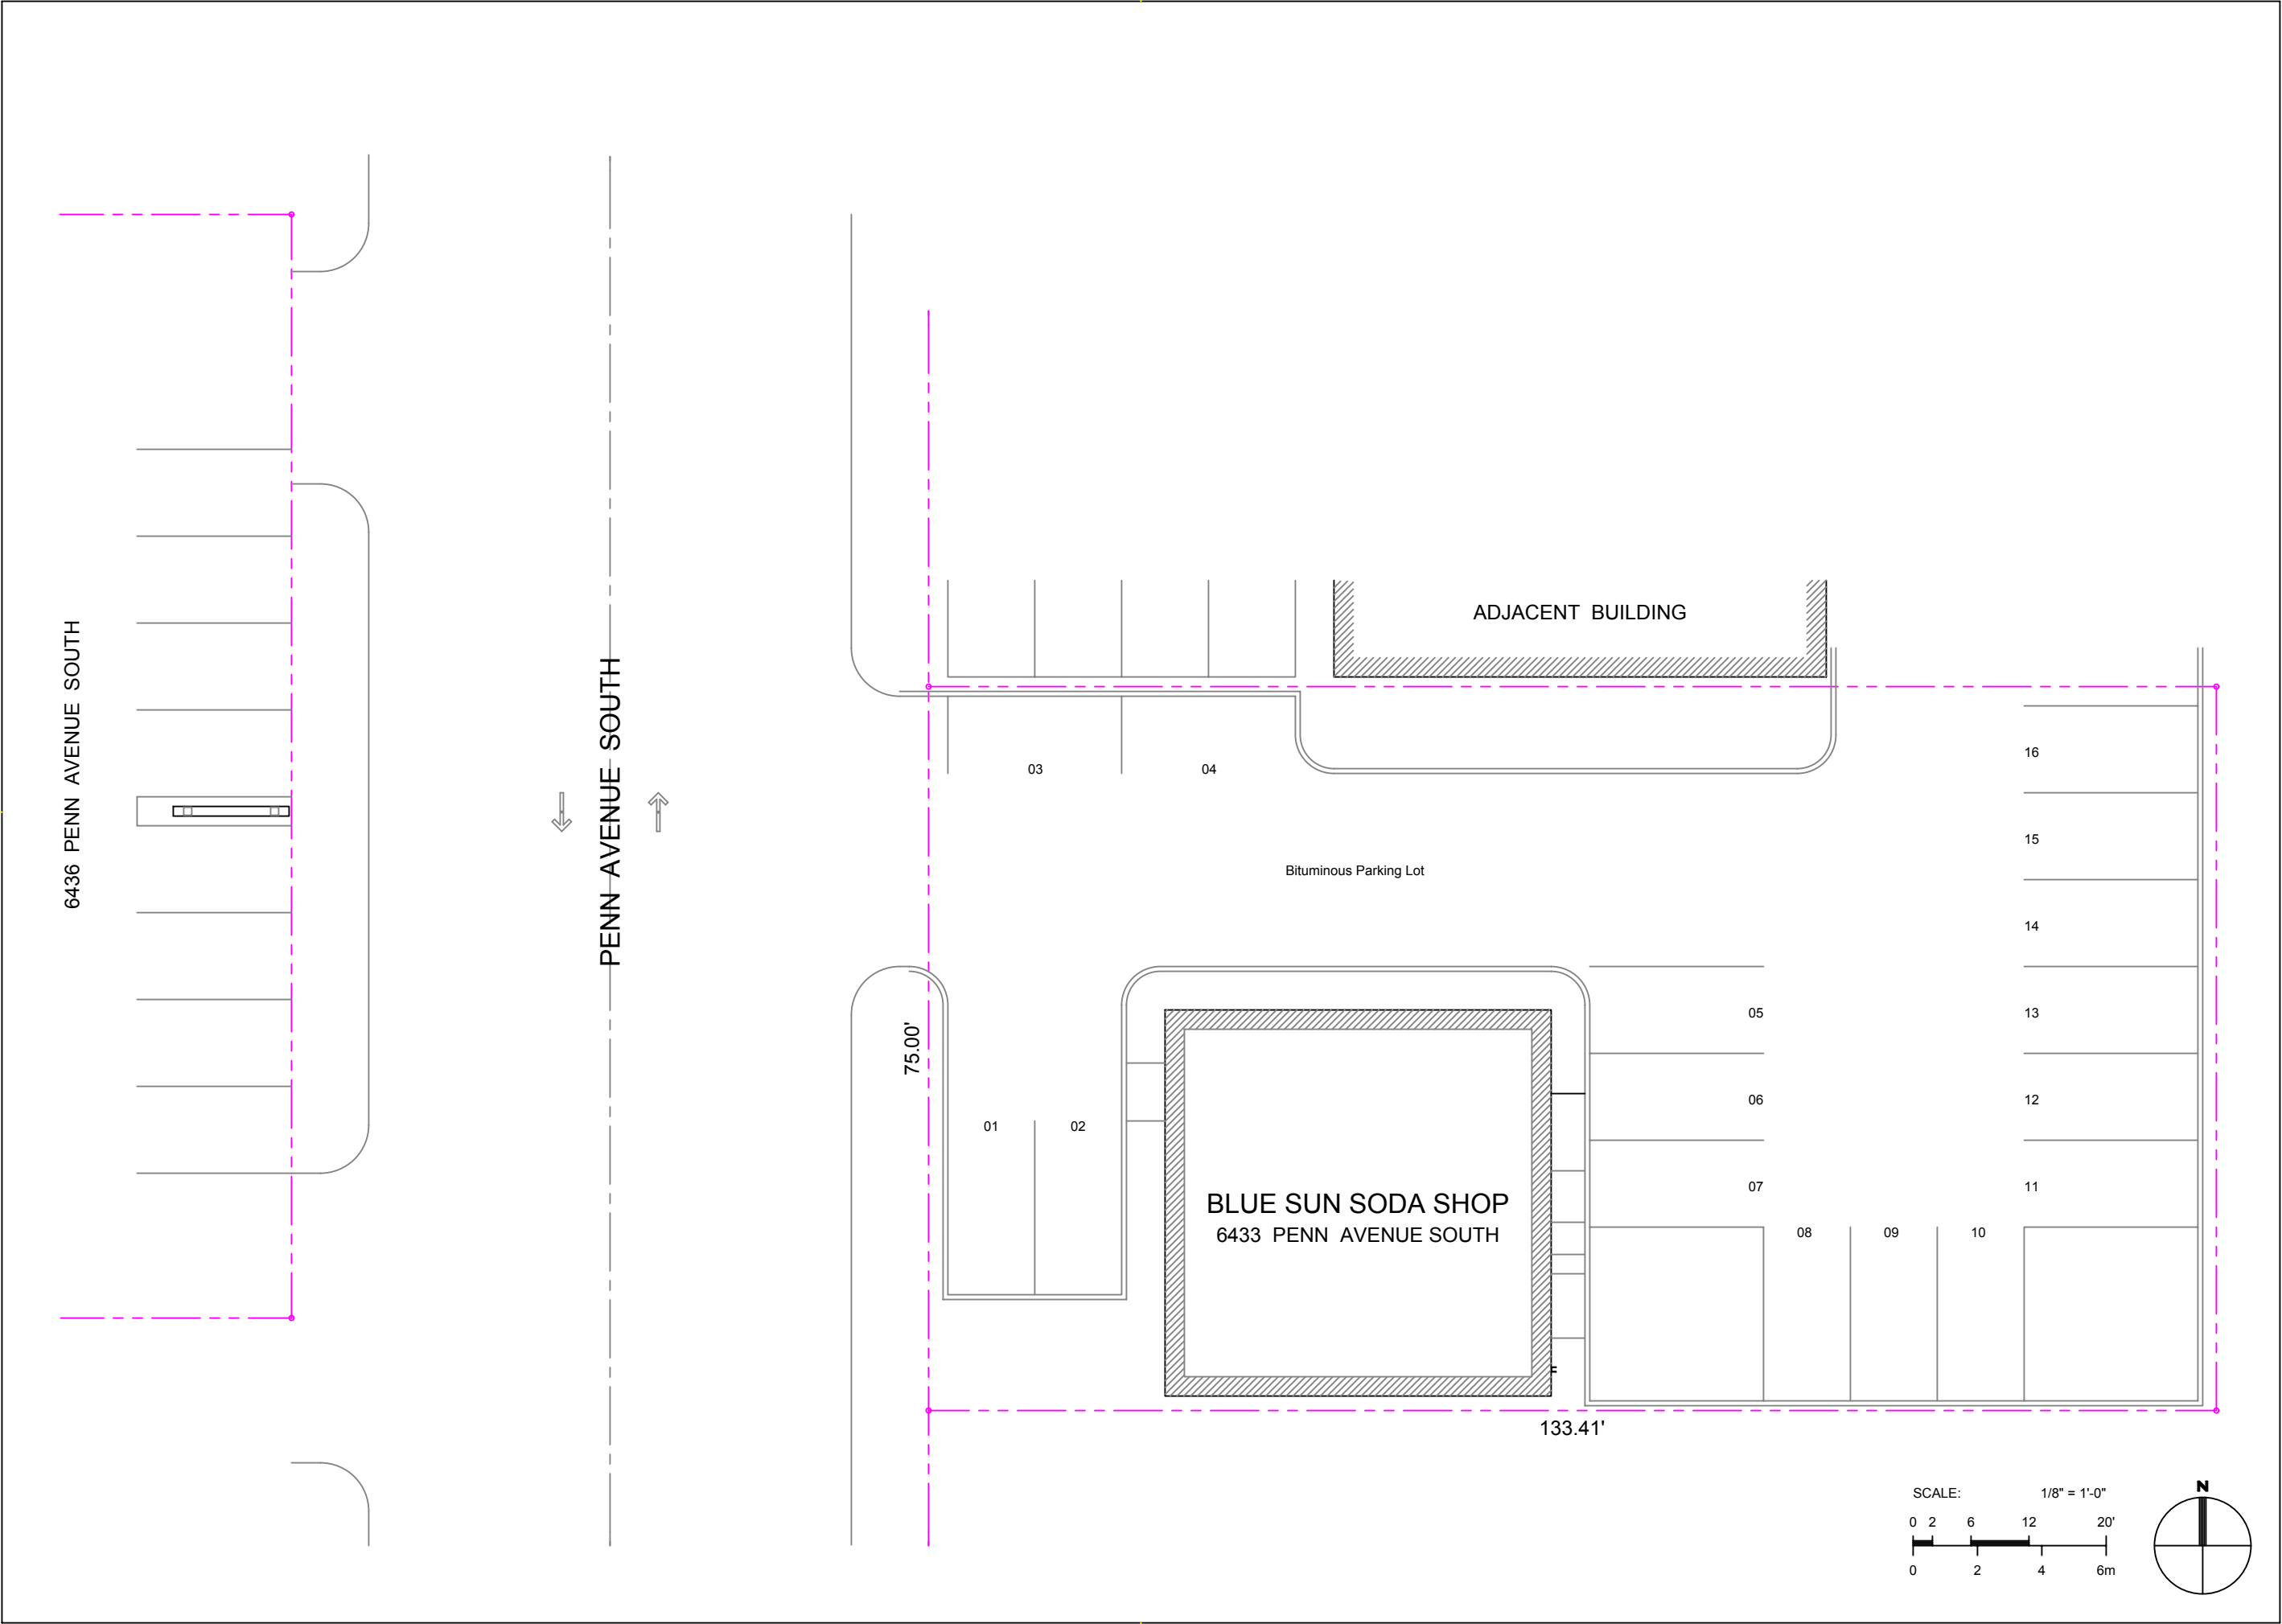 ADJACENT  BUILDING
6436  PENN  AVENUE  SOUTH
PENN  AVENUE  SOUTH
03
04
16
15
14
13
12
11
Bituminous Parking Lot
75.00'
05
06
07
01
02
BLUE SUN SODA SHOP
6433  PENN  AVENUE SOUTH
08
09
10
133.41'
SCALE: 1/8" = 1'-0"
0 2 6 12 20'
0 2 4 6m
N